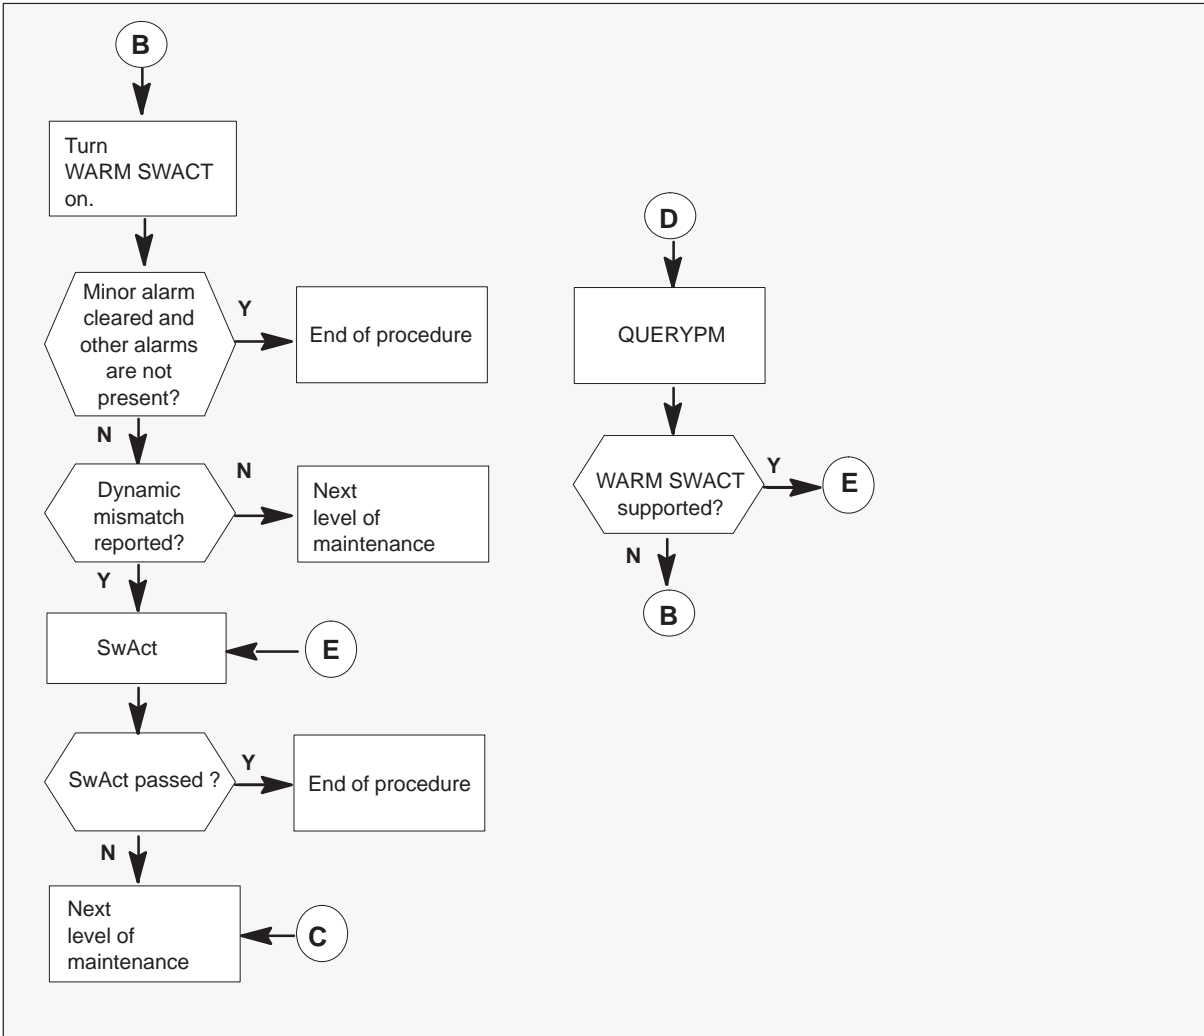 B
Turn
WARM SWACT
on.
Minor alarm
cleared and
other alarms
are not
present?
Y
End of procedure
N
Dynamic
mismatch
reported?
N
Next
level of
maintenance
Y
SwAct
E
SwAct passed ?
Y
End of procedure
N
Next
level of
maintenance
C
D
QUERYPM
WARM SWACT
supported?
Y
E
N
B